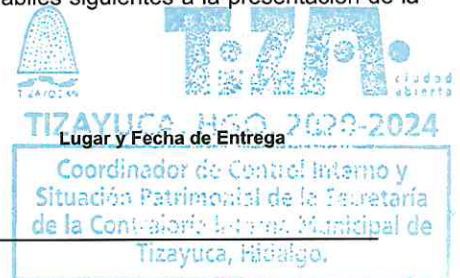 ábiles siguientes a la presentación de la
TIZAYUCA
ciudad
abierta
TIZAYUCA HGO. 2020-2024
Lugar y Fecha de Entrega
Coordinador de Control Interno y
Situación Patrimonial de la Secretaría
de la Contraloría Interna Municipal de
Tizayuca, Hidalgo.